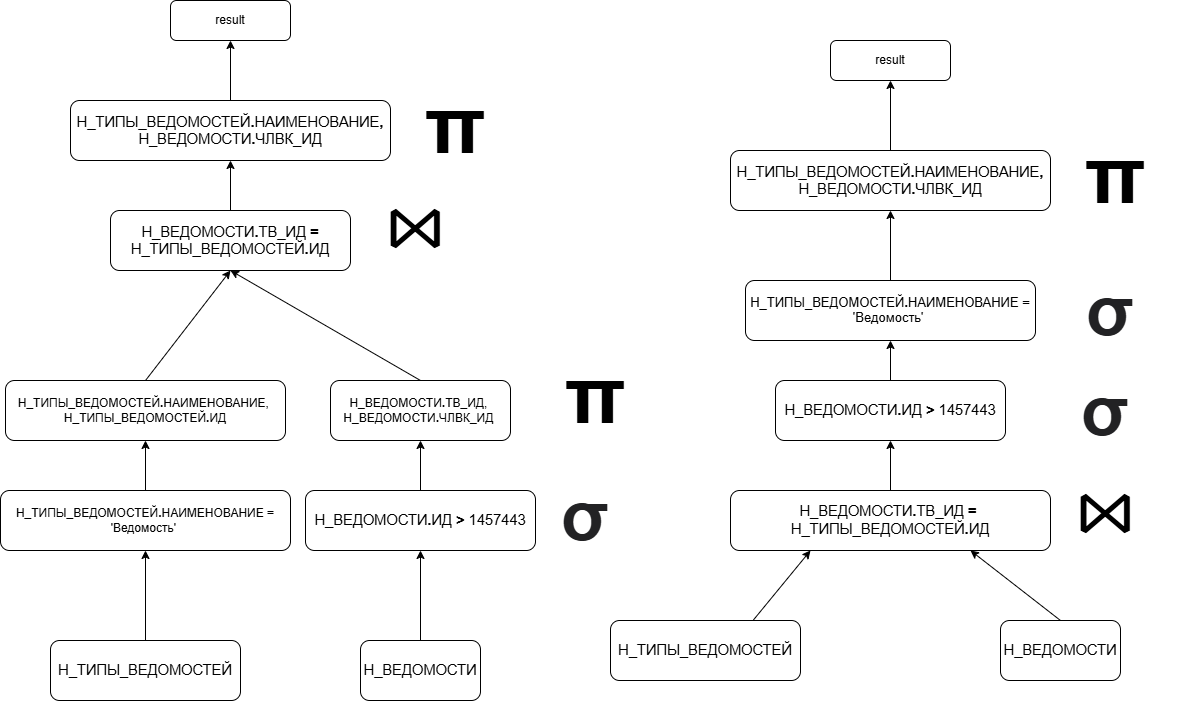 result
Н_ТИПЫ_ВЕДОМОСТЕЙ.НАИМЕНОВАНИЕ,
Н_ВЕДОМОСТИ.ЧЛВК_ИД
π
Н_ВЕДОМОСТИ.ТВ_ИД =
Н_ТИПЫ_ВЕДОМОСТЕЙ.ИД
⋈
Н_ТИПЫ_ВЕДОМОСТЕЙ.НАИМЕНОВАНИЕ,
Н_ТИПЫ_ВЕДОМОСТЕЙ.ИД
Н_ВЕДОМОСТИ.ТВ_ИД,
Н_ВЕДОМОСТИ.ЧЛВК_ИД
π
Н_ТИПЫ_ВЕДОМОСТЕЙ.НАИМЕНОВАНИЕ =
'Ведомость'
Н_ВЕДОМОСТИ.ИД > 1457443
σ
Н_ТИПЫ_ВЕДОМОСТЕЙ
Н_ВЕДОМОСТИ
result
Н_ТИПЫ_ВЕДОМОСТЕЙ.НАИМЕНОВАНИЕ,
Н_ВЕДОМОСТИ.ЧЛВК_ИД
π
Н_ТИПЫ_ВЕДОМОСТЕЙ.НАИМЕНОВАНИЕ =
'Ведомость'
σ
Н_ВЕДОМОСТИ.ИД > 1457443
σ
Н_ВЕДОМОСТИ.ТВ_ИД =
Н_ТИПЫ_ВЕДОМОСТЕЙ.ИД
⋈
Н_ТИПЫ_ВЕДОМОСТЕЙ
Н_ВЕДОМОСТИ